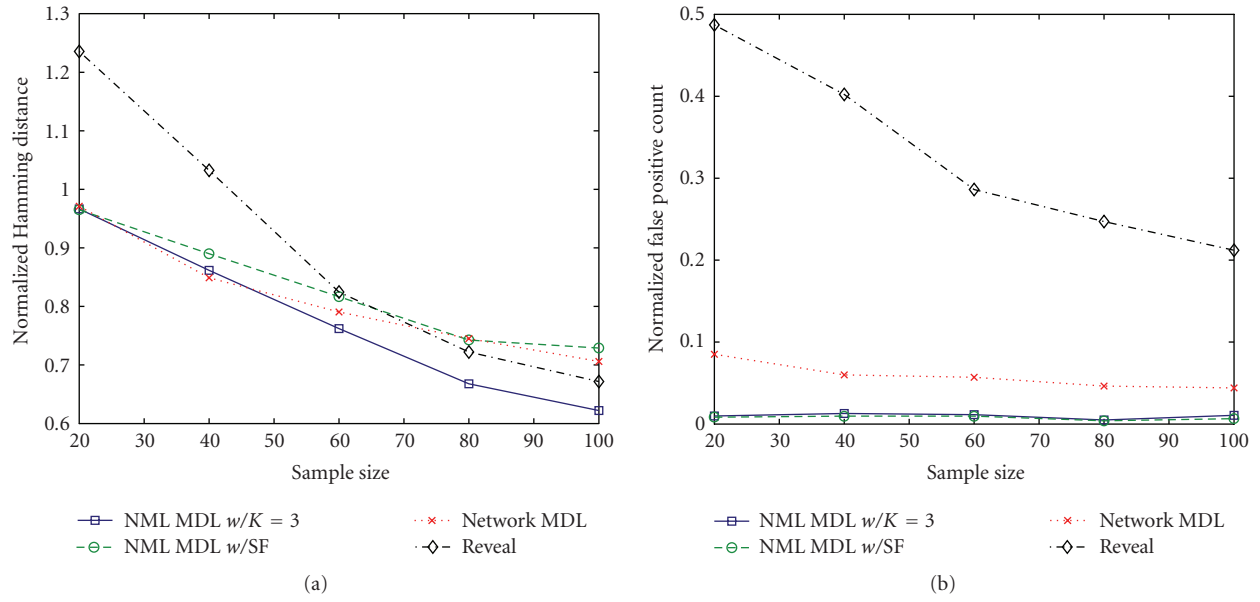 1.3
1.2
1.1
1
0.9
0.8
0.7
0.6
Normalized Hamming distance
20 30 40 50 60 70 80 90 100
Sample size
NML MDL w/K = 3
NML MDL w/SF
Network MDL
Reveal
(a)
0.5
0.4
0.3
0.2
0.1
0
Normalized false positive count
20 30 40 50 60 70 80 90 100
Sample size
NML MDL w/K = 3
NML MDL w/SF
Network MDL
Reveal
(b)